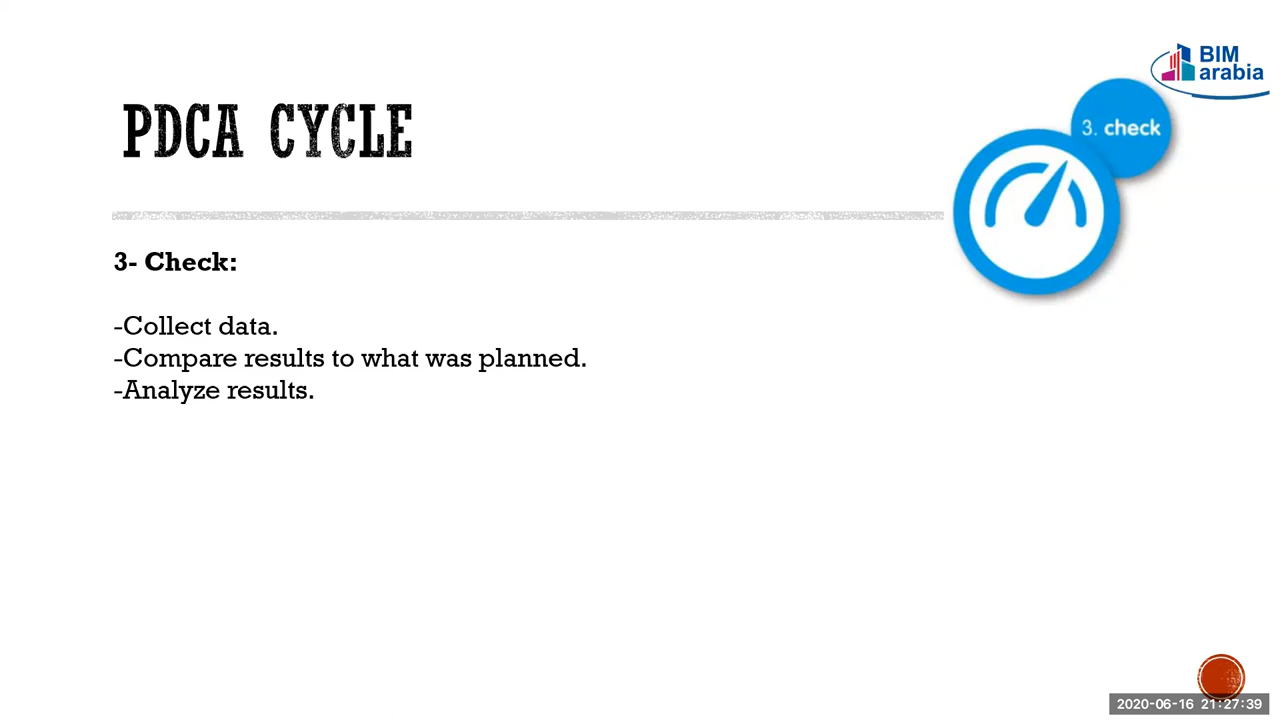 BIM
arabia
PDCA CYCLE
3. check
3- Check:
-Collect data.
-Compare results to what was planned.
-Analyze results.
2020-06-16 21:27:39